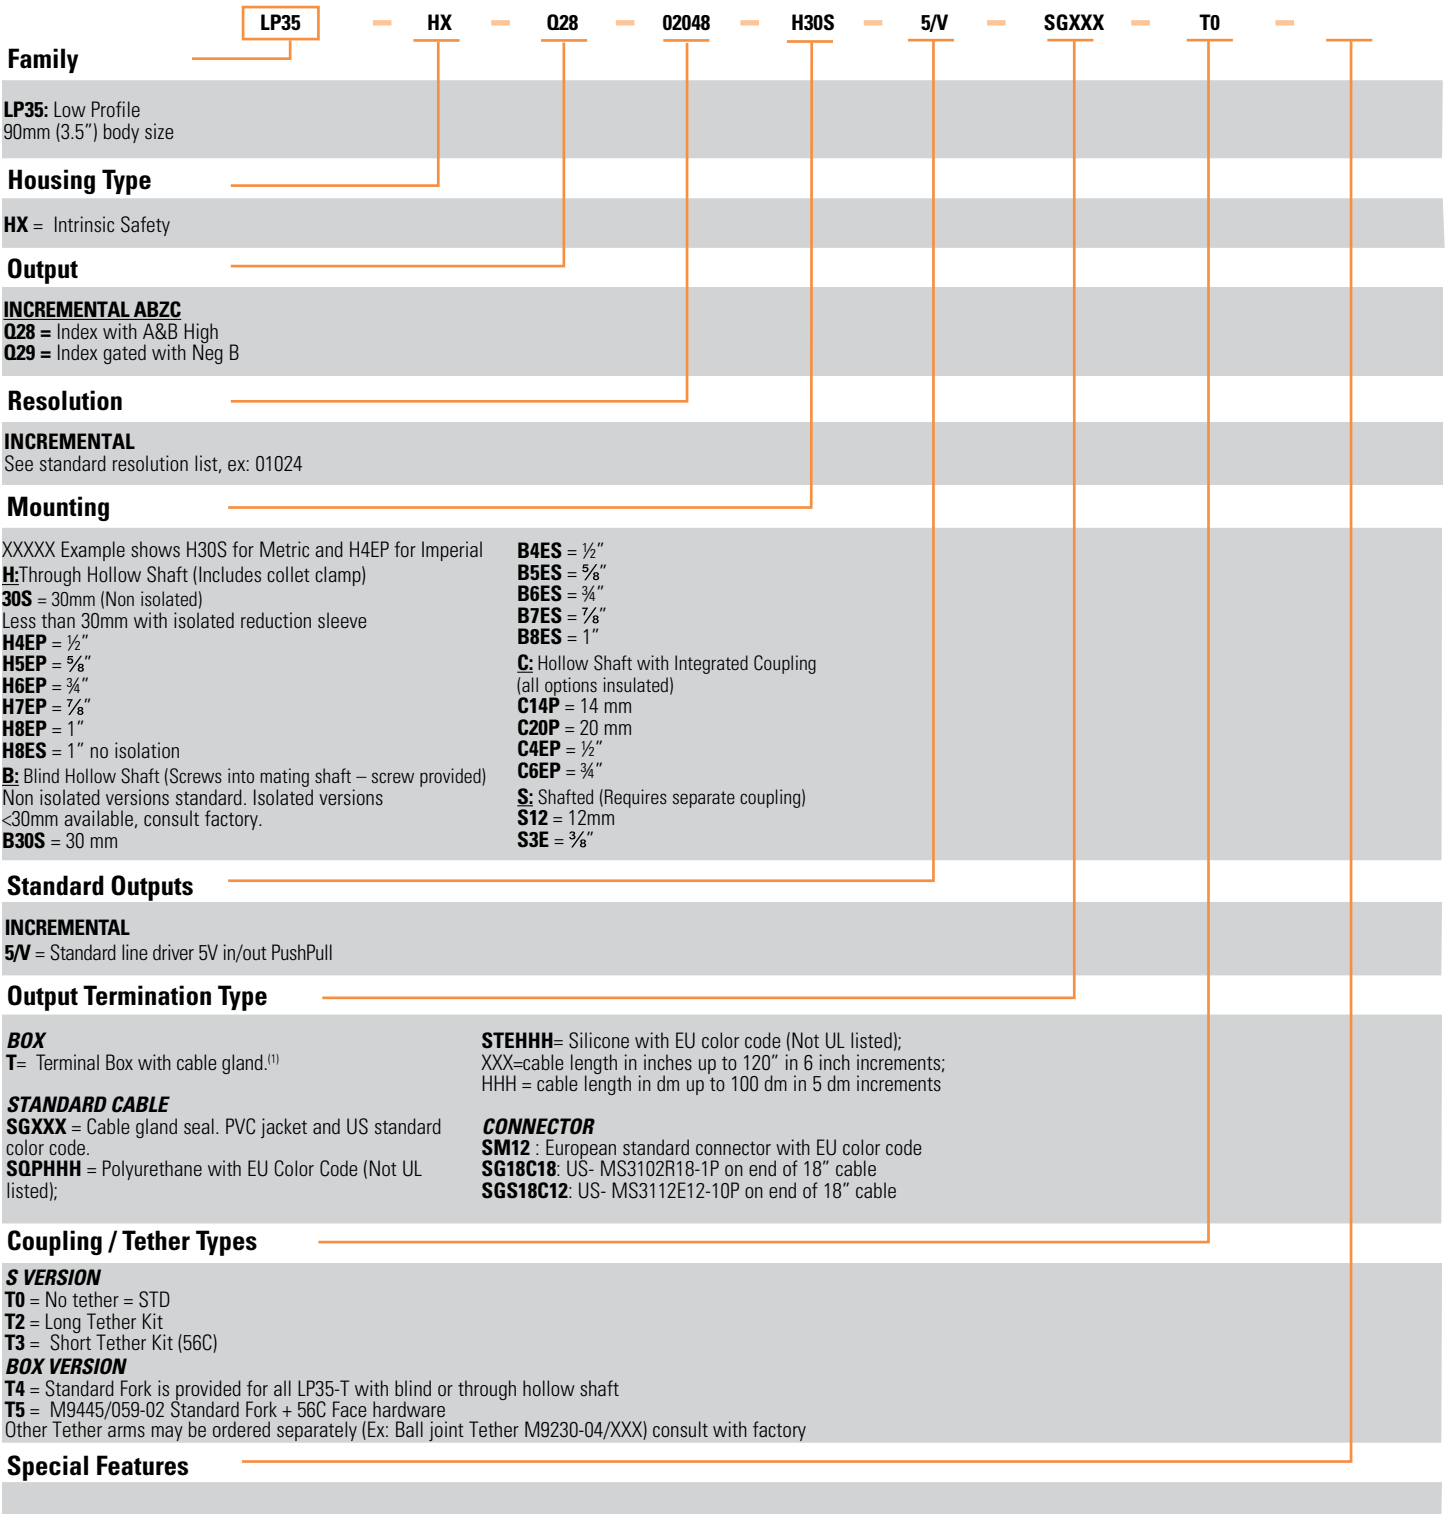 LP35 – HX – Q28 – 02048 – H30S – 5/V – SGXXX – T0 –
Family
LP35: Low Profile
90mm (3.5”) body size
Housing Type
HX = Intrinsic Safety
Output
INCREMENTAL ABZC
Q28 = Index with A&B High
Q29 = Index gated with Neg B
Resolution
INCREMENTAL
See standard resolution list, ex: 01024
Mounting
XXXXX Example shows H30S for Metric and H4EP for Imperial
H:Through Hollow Shaft (Includes collet clamp)
30S = 30mm (Non isolated)
Less than 30mm with isolated reduction sleeve
H4EP = ½”
H5EP = ⅝”
H6EP = ¾”
H7EP = ⅞”
H8EP = 1”
H8ES = 1” no isolation
B: Blind Hollow Shaft (Screws into mating shaft – screw provided)
Non isolated versions standard. Isolated versions
<30mm available, consult factory.
B30S = 30 mm
B4ES = ½”
B5ES = ⅝”
B6ES = ¾”
B7ES = ⅞”
B8ES = 1”
C: Hollow Shaft with Integrated Coupling
(all options insulated)
C14P = 14 mm
C20P = 20 mm
C4EP = ½”
C6EP = ¾”
S: Shafted (Requires separate coupling)
S12 = 12mm
S3E = ⅜”
Standard Outputs
INCREMENTAL
5/V = Standard line driver 5V in/out PushPull
Output Termination Type
BOX
T= Terminal Box with cable gland.(1)
STANDARD CABLE
SGXXX = Cable gland seal. PVC jacket and US standard
color code.
SQPHHH = Polyurethane with EU Color Code (Not UL
listed);
STEHHH= Silicone with EU color code (Not UL listed);
XXX=cable length in inches up to 120” in 6 inch increments;
HHH = cable length in dm up to 100 dm in 5 dm increments
CONNECTOR
SM12 : European standard connector with EU color code
SG18C18: US- MS3102R18-1P on end of 18” cable
SGS18C12: US- MS3112E12-10P on end of 18” cable
Coupling / Tether Types
S VERSION
T0 = No tether = STD
T2 = Long Tether Kit
T3 = Short Tether Kit (56C)
BOX VERSION
T4 = Standard Fork is provided for all LP35-T with blind or through hollow shaft
T5 = M9445/059-02 Standard Fork + 56C Face hardware
Other Tether arms may be ordered separately (Ex: Ball joint Tether M9230-04/XXX) consult with factory
Special Features